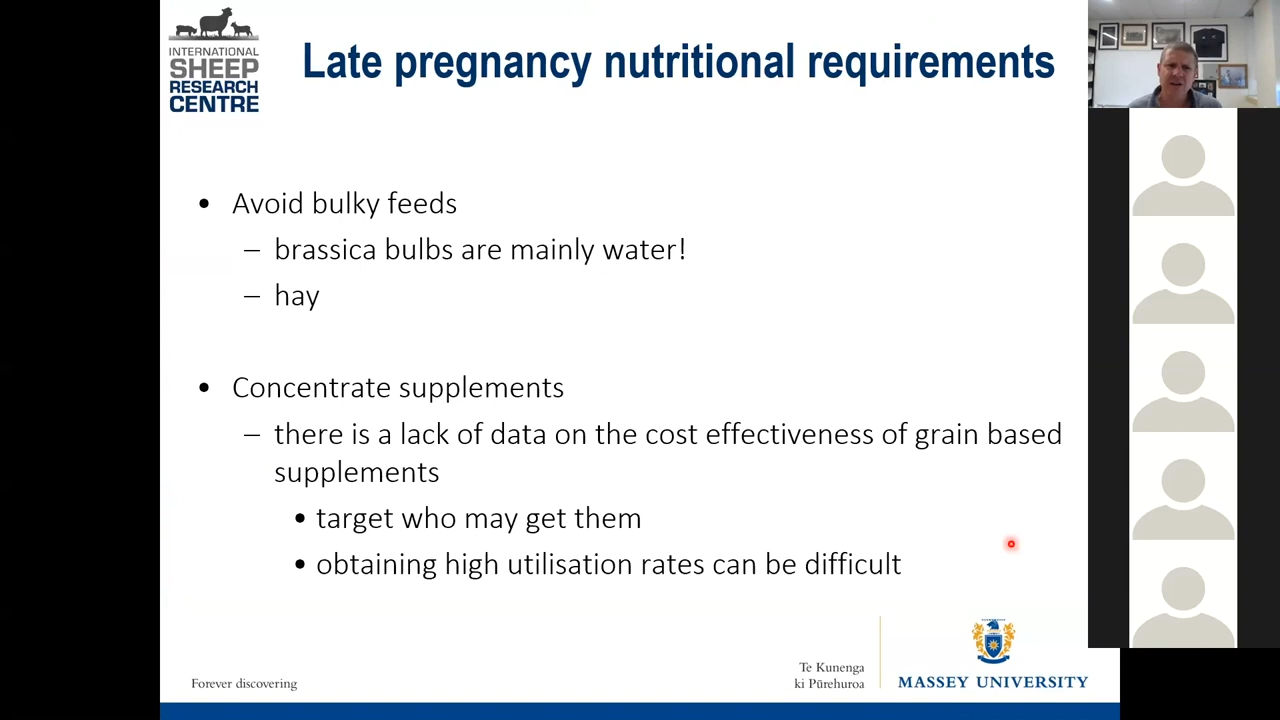 INTERNATIONAL
SHEEP
RESEARCH
CENTRE
Late pregnancy nutritional requirements
• Avoid bulky feeds
– brassica bulbs are mainly water!
– hay
• Concentrate supplements
– there is a lack of data on the cost effectiveness of grain based
supplements
• target who may get them
• obtaining high utilisation rates can be difficult
Forever discovering
Te Kunenga
ki Pūrehuroa
MASSEY UNIVERSITY